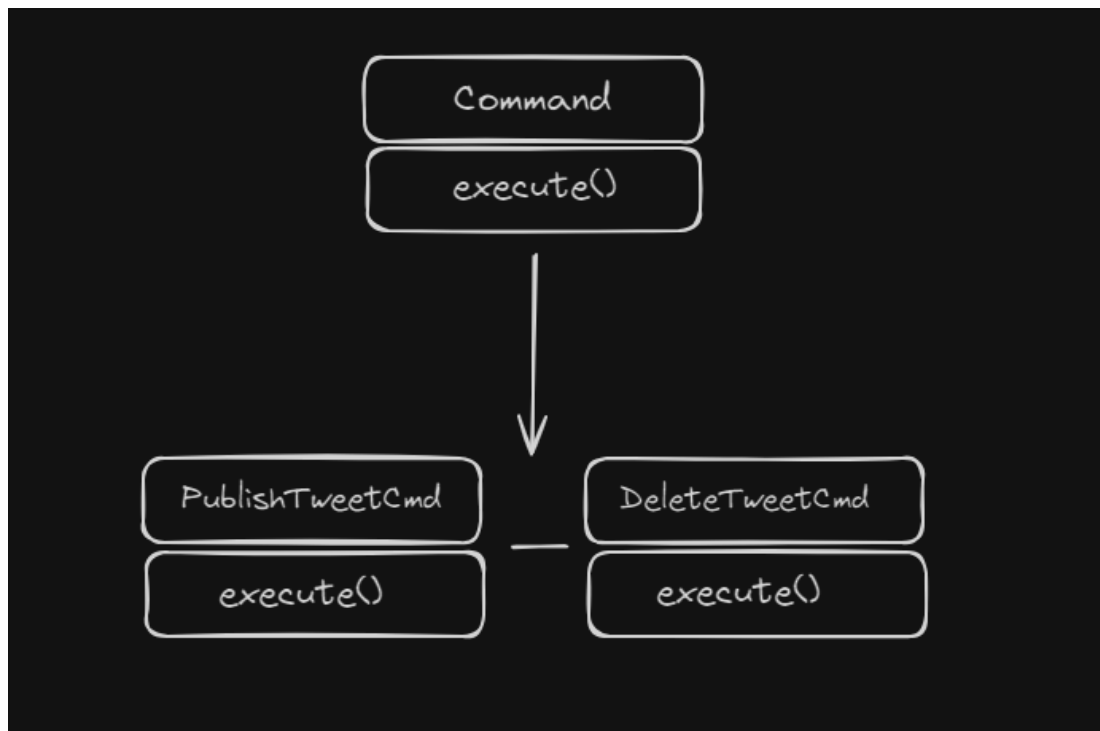 Command
execute()
PublishTweetCmd
execute()
DeleteTweetCmd
execute()